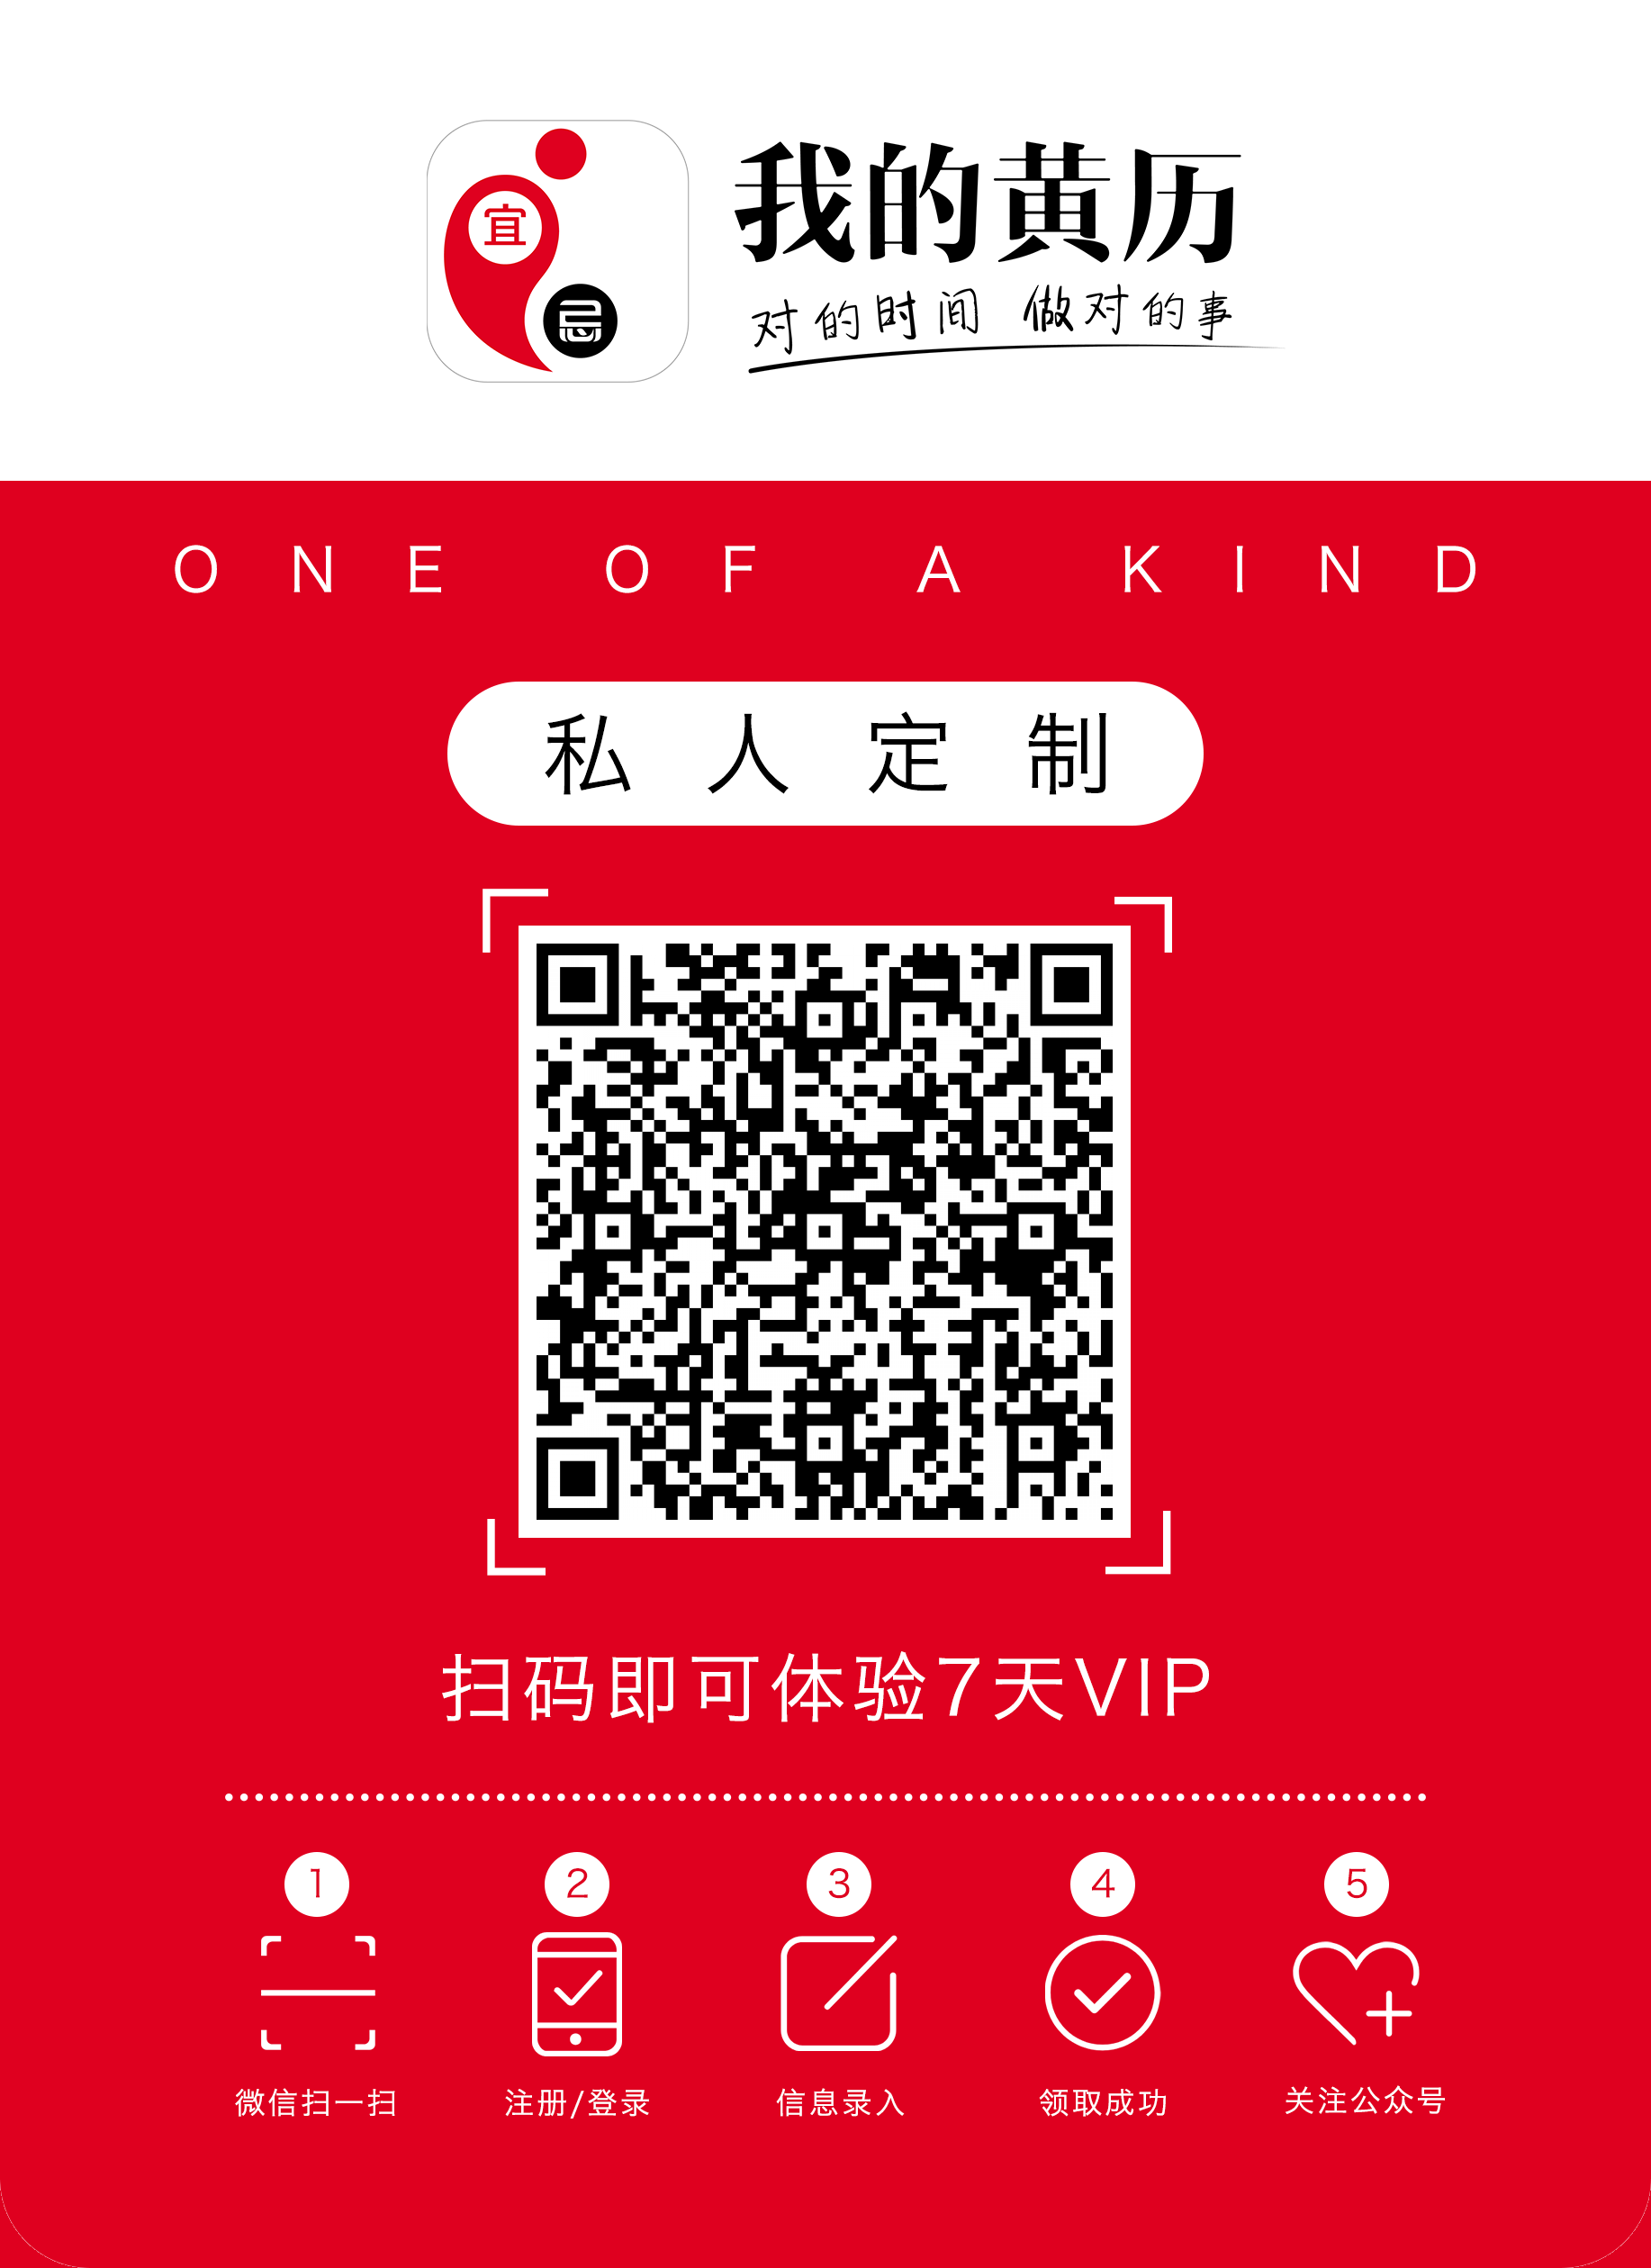 宜
忌
我的黄历
对的时间 做对的事
ONE OF A KIND
私人定制
扫码即可体验7天VIP
1 2 3 4 5
微信扫一扫 注册/登录 信息录入 领取成功 关注公众号